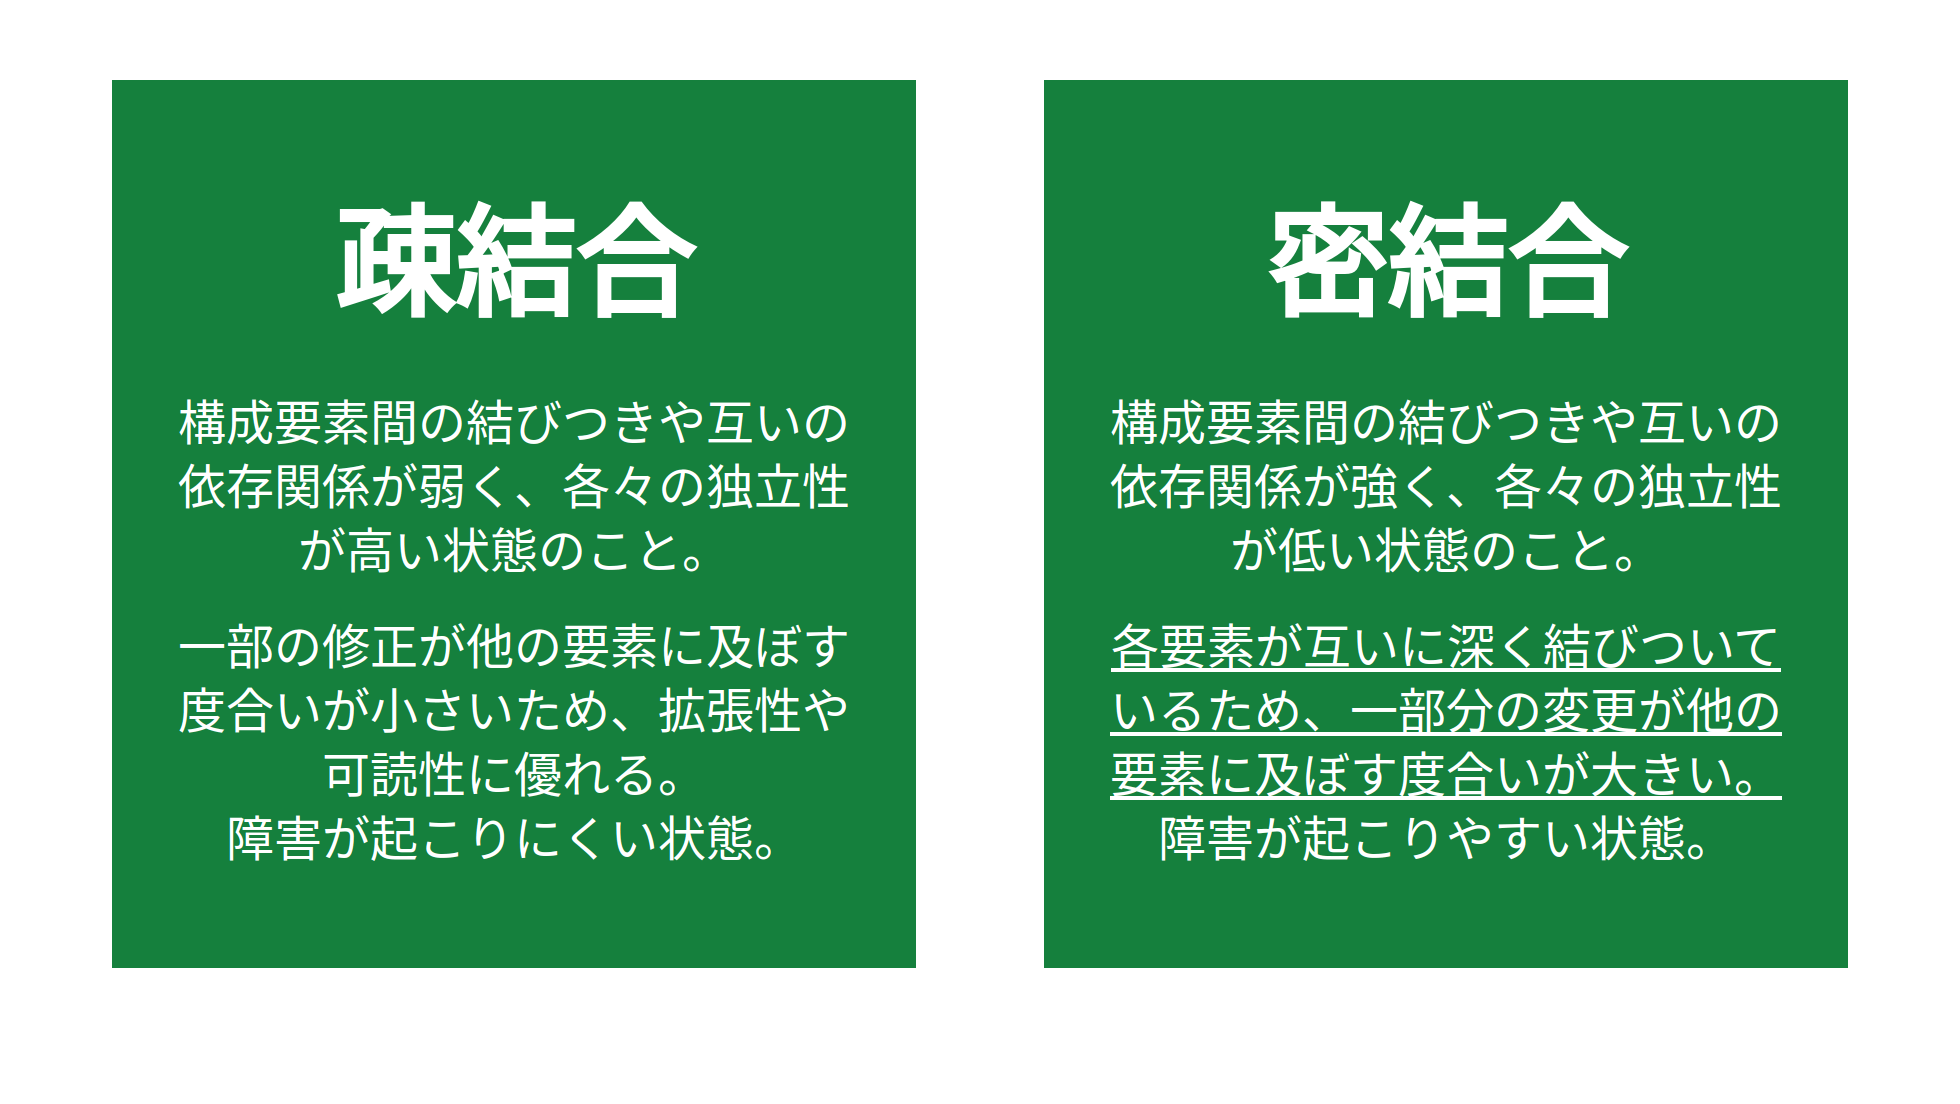 疎結合
構成要素間の結びつきや互いの
依存関係が弱く、各々の独立性
が高い状態のこと。
一部の修正が他の要素に及ぼす
度合いが小さいため、拡張性や
可読性に優れる。
障害が起こりにくい状態。
密結合
構成要素間の結びつきや互いの
依存関係が強く、各々の独立性
が低い状態のこと。
各要素が互いに深く結びついて
いるため、一部分の変更が他の
要素に及ぼす度合いが大きい。
障害が起こりやすい状態。